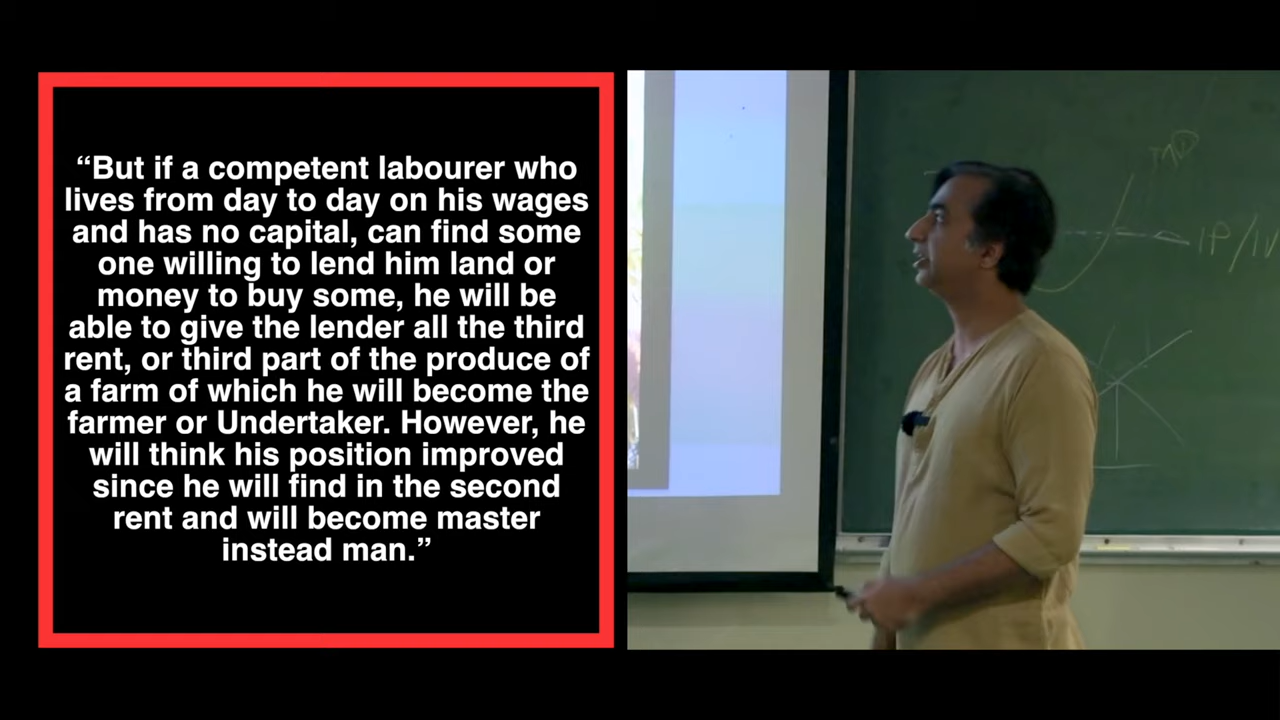 “But if a competent labourer who
lives from day to day on his wages
and has no capital, can find some
one willing to lend him land or
money to buy some, he will be
able to give the lender all the third
rent, or third part of the produce of
a farm of which he will become the
farmer or Undertaker. However, he
will think his position improved
since he will find in the second
rent and will become master
instead man.”